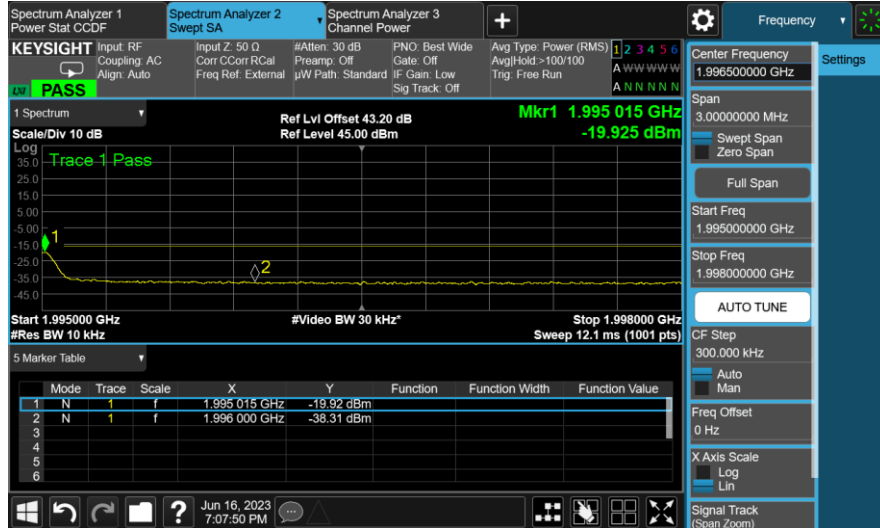 Spectrum Analyzer 1
Power Stat CCDF
Spectrum Analyzer 2
Swept SA
Spectrum Analyzer 3
Channel Power
+
Frequency
KEYSIGHT
LXI
PASS
Input: RF
Coupling: AC
Align: Auto
Input Z: 50 Ω
Corr CCorr RCal
Freq Ref: External
#Atten: 30 dB
Preamp: Off
µW Path: Standard
PNO: Best Wide
Gate: Off
IF Gain: Low
Sig Track: Off
Avg Type: Power (RMS)
Avg|Hold:>100/100
Trig: Free Run
1 2 3 4 5 6
A W W W W W
A N N N N N
1 Spectrum
Scale/Div 10 dB
Ref Lvl Offset 43.20 dB
Ref Level 45.00 dBm
Mkr1 1.995 015 GHz
-19.925 dBm
Log
Trace 1 Pass
35.0
25.0
15.0
5.00
-5.00
-15.0
-25.0
-35.0
-45.0
1
2
Start 1.995000 GHz
#Res BW 10 kHz
#Video BW 30 kHz*
Stop 1.998000 GHz
Sweep 12.1 ms (1001 pts)
5 Marker Table
Mode Trace Scale X Y Function Function Width Function Value
1 N 1 f 1.995 015 GHz -19.92 dBm
2 N 1 f 1.996 000 GHz -38.31 dBm
3
4
5
6
Center Frequency
1.996500000 GHz
Settings
Span
3.00000000 MHz
Swept Span
Zero Span
Full Span
Start Freq
1.995000000 GHz
Stop Freq
1.998000000 GHz
AUTO TUNE
CF Step
300.000 kHz
Auto
Man
Freq Offset
0 Hz
X Axis Scale
Log
Lin
Signal Track
(Span Zoom)
?
Jun 16, 2023
7:07:50 PM